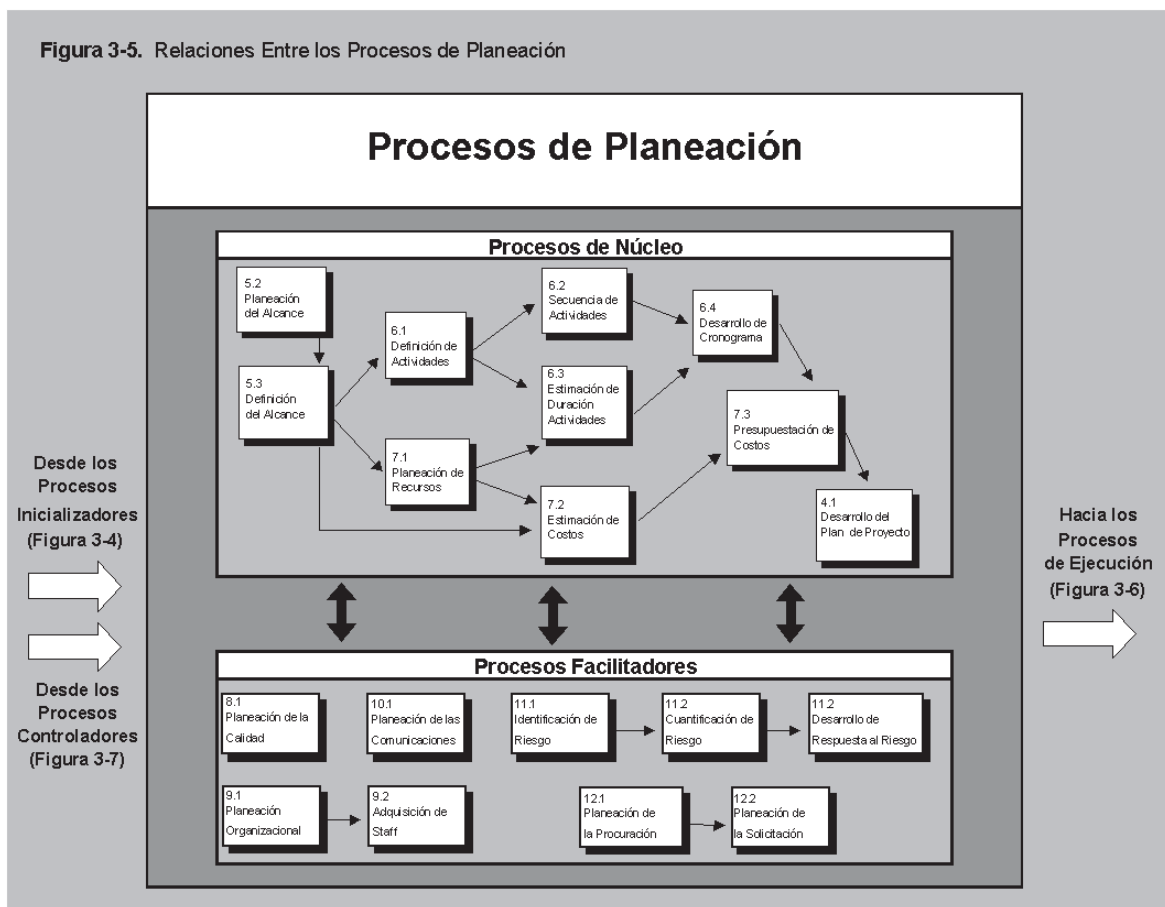 Figura 3-5. Relaciones Entre los Procesos de Planeación
Procesos de Planeación
Procesos de Núcleo
5.2
Planeación
del Alcance
5.3
Definición
del Alcance
6.1
Definición de
Actividades
7.1
Planeación de
Recursos
6.2
Secuencia de
Actividades
6.3
Estimación de
Duración
Actividades
7.2
Estimación de
Costos
6.4
Desarrollo de
Cronograma
7.3
Presupuestación de
Costos
4.1
Desarrollo del
Plan de Proyecto
Desde los
Procesos
Inicializadores
(Figura 3-4)
Desde los
Procesos
Controladores
(Figura 3-7)
Hacia los
Procesos
de Ejecución
(Figura 3-6)
Procesos Facilitadores
8.1
Planeación de la
Calidad
10.1
Planeación de las
Comunicaciones
11.1
Identificación de
Riesgo
11.2
Cuantificación de
Riesgo
11.2
Desarrollo de
Respuesta al Riesgo
9.1
Planeación
Organizacional
9.2
Adquisición de
Staff
12.1
Planeación de
la Procuración
12.2
Planeación de
la Solicitación